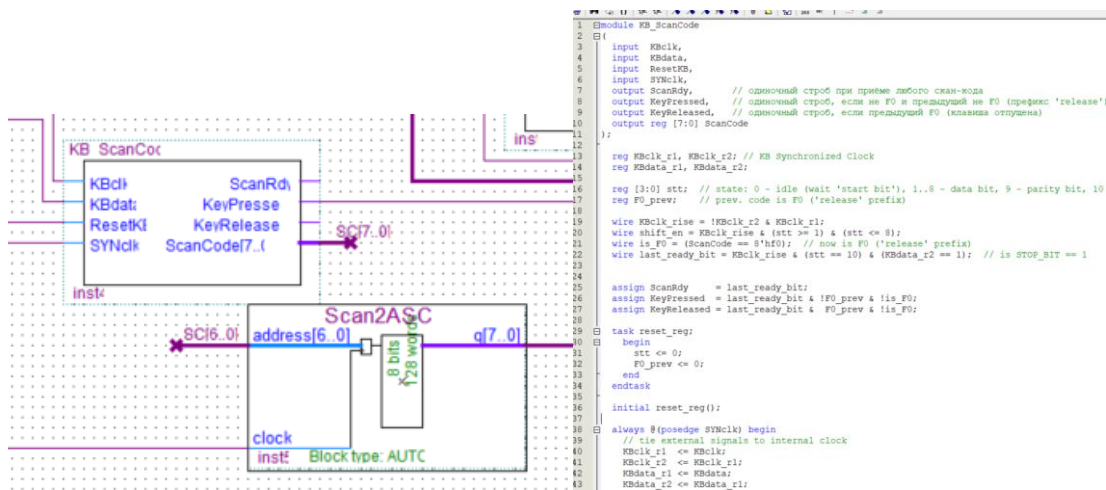 KB ScanCod
KBclk
KBdata
ResetKB
SYNclk
ScanRdy
KeyPresse
KeyRelease
ScanCode[7..0
SC[7..0]
ins
Scan2ASC
SC[6..0]
address[6..0]
q[7..0]
8 bits
128 words
clock
Block type: AUTO
1 module KB_ScanCode
2 (
3 input KBclk,
4 input KBdata,
5 input ResetKB,
6 input SYNclk,
7 output ScanRdy, // одиночный строб при приёме любого скан-кода
8 output KeyPressed, // одиночный строб, если не F0 и предыдущий не F0 (префикс 'release')
9 output KeyReleased, // одиночный строб, если предыдущий F0 (клавиша отпущена)
10 output reg [7:0] ScanCode
11 );
12
13 reg KBclk_r1, KBclk_r2; // KB Synchronized Clock
14 reg KBdata_r1, KBdata_r2;
15
16 reg [3:0] stt; // state: 0 - idle (wait 'start bit'), 1..8 - data bit, 9 - parity bit, 10
17 reg F0_prev; // prev. code is F0 ('release' prefix)
18
19 wire KBclk_rise = !KBclk_r2 & KBclk_r1;
20 wire shift_en = KBclk_rise & (stt >= 1) & (stt <= 8);
21 wire is_F0 = (ScanCode == 8'hf0); // now is F0 ('release' prefix)
22 wire last_ready_bit = KBclk_rise & (stt == 10) & (KBdata_r2 == 1); // is STOP_BIT == 1
23
24
25 assign ScanRdy = last_ready_bit;
26 assign KeyPressed = last_ready_bit & !F0_prev & !is_F0;
27 assign KeyReleased = last_ready_bit & F0_prev & !is_F0;
28
29 task reset_reg;
30 begin
31 stt <= 0;
32 F0_prev <= 0;
33 end
34 endtask
35
36 initial reset_reg();
37
38 always @(posedge SYNclk) begin
39 // tie external signals to internal clock
40 KBclk_r1 <= KBclk;
41 KBclk_r2 <= KBclk_r1;
42 KBdata_r1 <= KBdata;
43 KBdata_r2 <= KBdata_r1;